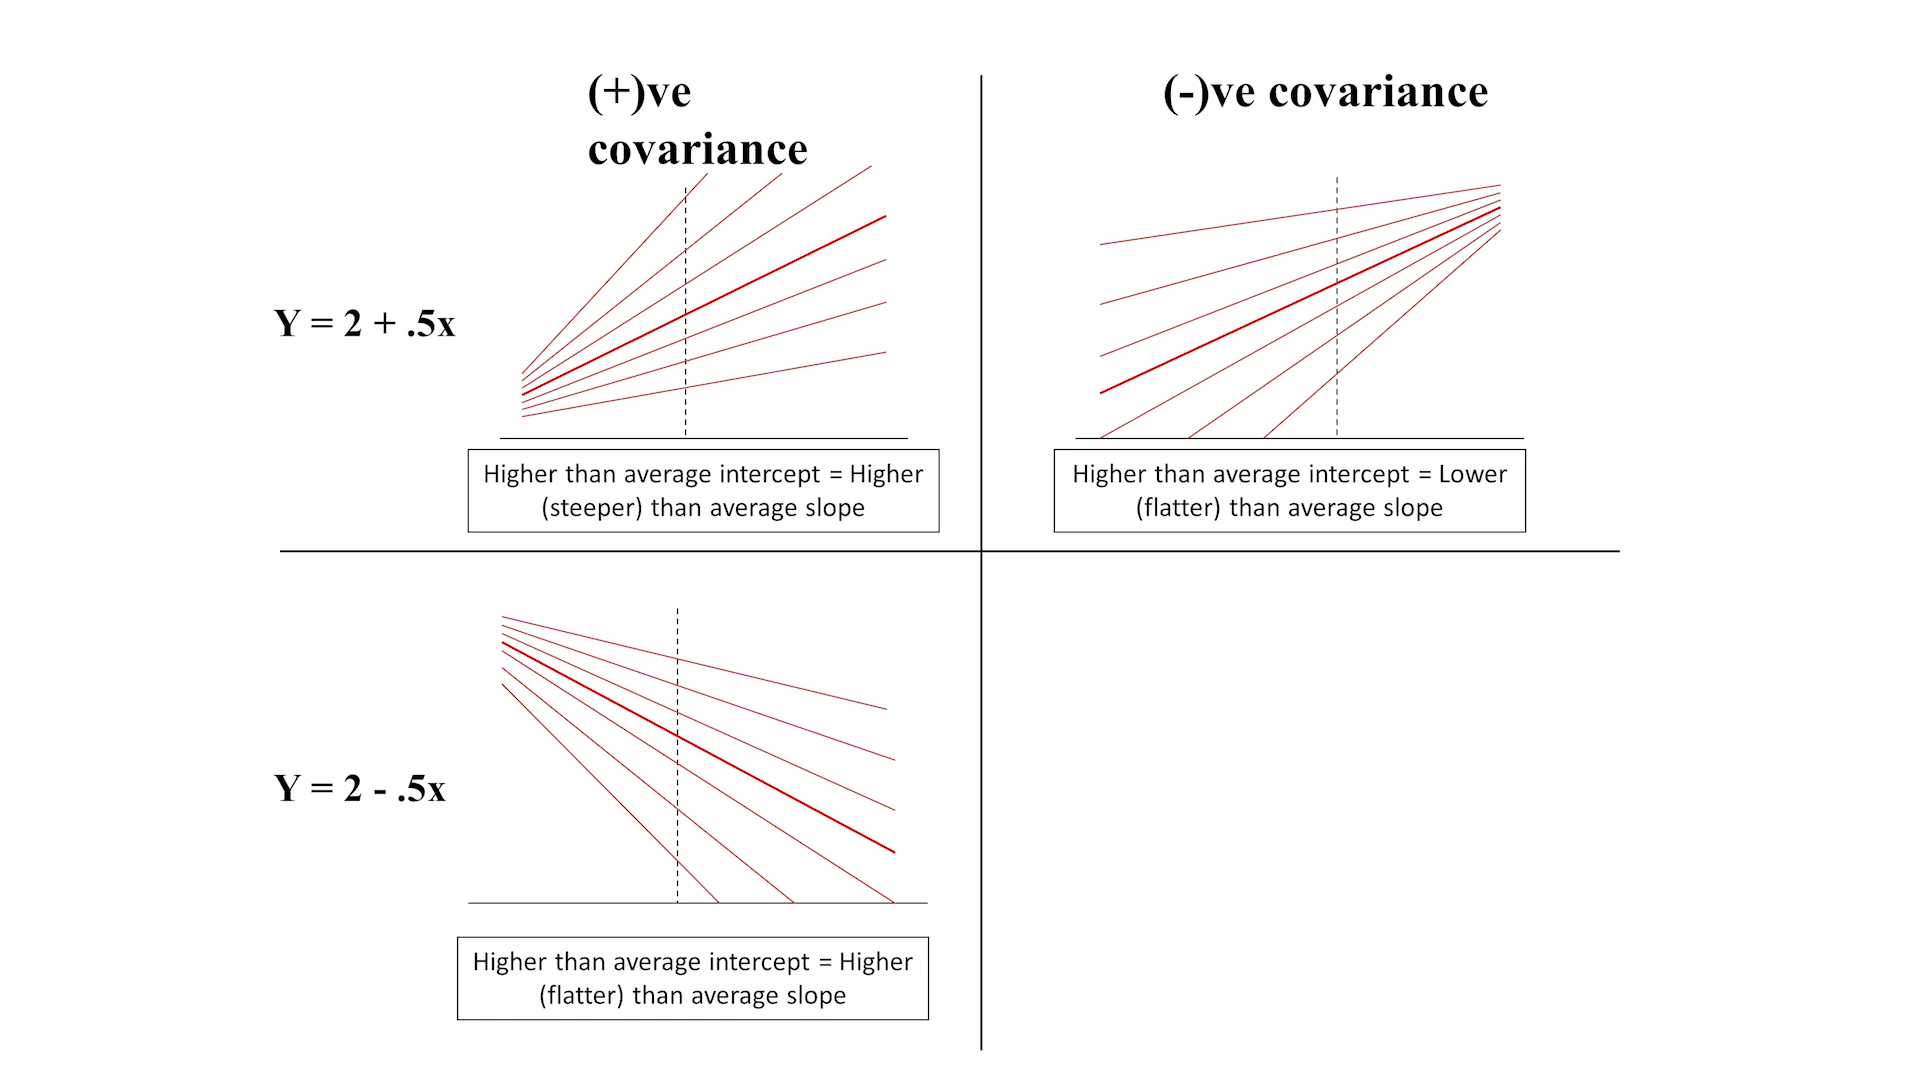 (+)ve
covariance
(-)ve covariance
Y = 2 + .5x
Higher than average intercept = Higher
(steeper) than average slope
Higher than average intercept = Lower
(flatter) than average slope
Y = 2 - .5x
Higher than average intercept = Higher
(flatter) than average slope